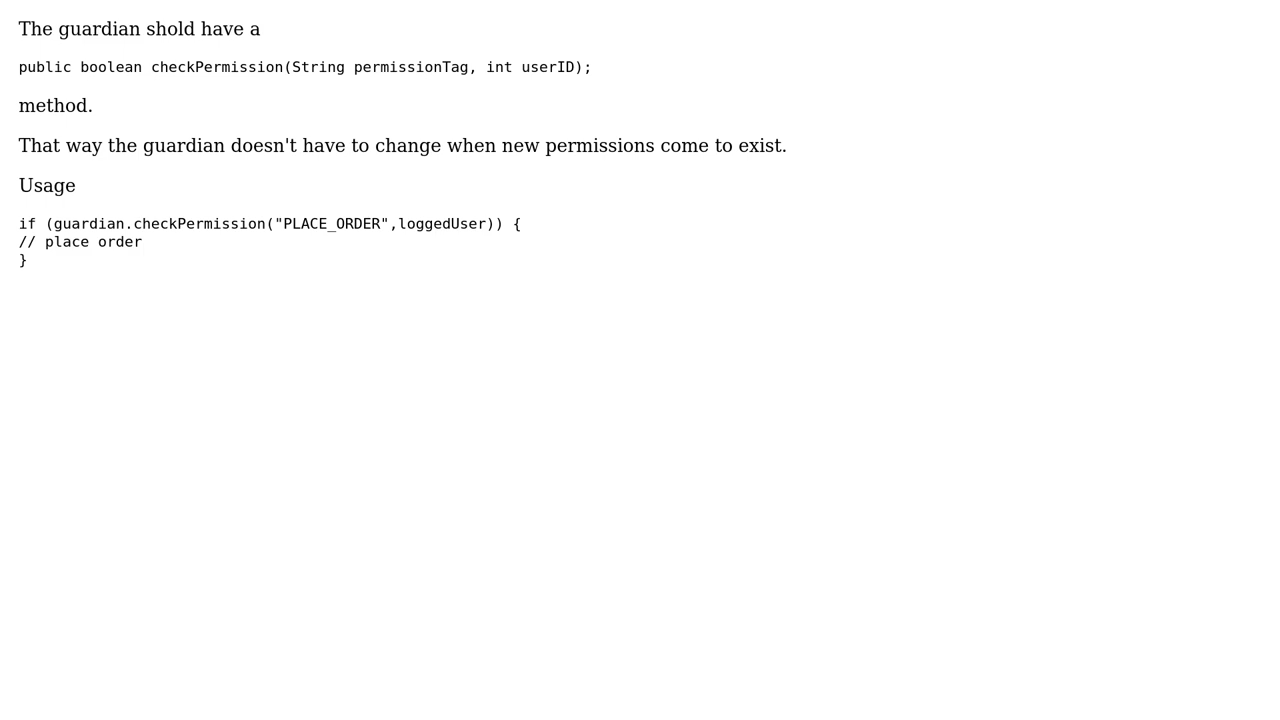 The guardian shold have a
public boolean checkPermission(String permissionTag, int userID);
method.
That way the guardian doesn't have to change when new permissions come to exist.
Usage
if (guardian.checkPermission("PLACE_ORDER",loggedUser)) {
// place order
}